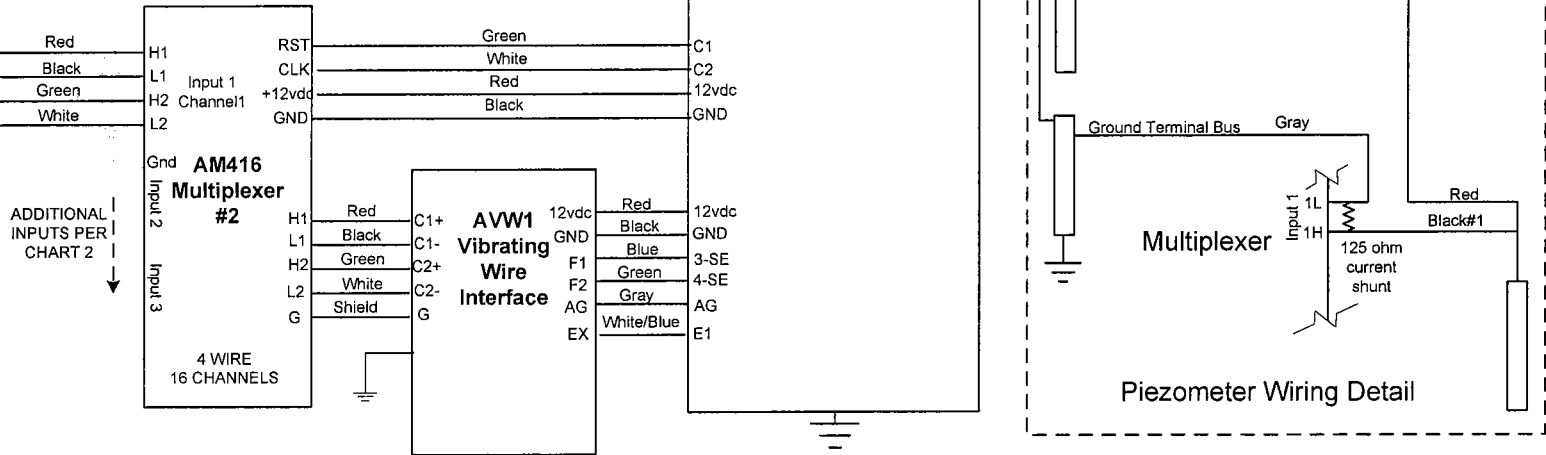 Red
Black
Green
White
H1
L1
H2
L2
Input 1
Channel1
RST
CLK
+12vdc
GND
Green
White
Red
Black
C1
C2
12vdc
GND
Gnd
AM416
Multiplexer
#2
Input 2
Input 3
ADDITIONAL
INPUTS PER
CHART 2
H1
L1
H2
L2
G
4 WIRE
16 CHANNELS
Red
Black
Green
White
Shield
C1+
C1-
C2+
C2-
G
AVW1
Vibrating
Wire
Interface
12vdc
GND
F1
F2
AG
EX
Red
Black
Blue
Green
Gray
White/Blue
12vdc
GND
3-SE
4-SE
AG
E1
Ground Terminal Bus
Gray
Multiplexer
Input 1
1L
1H
125 ohm
current
shunt
Red
Black#1
Piezometer Wiring Detail